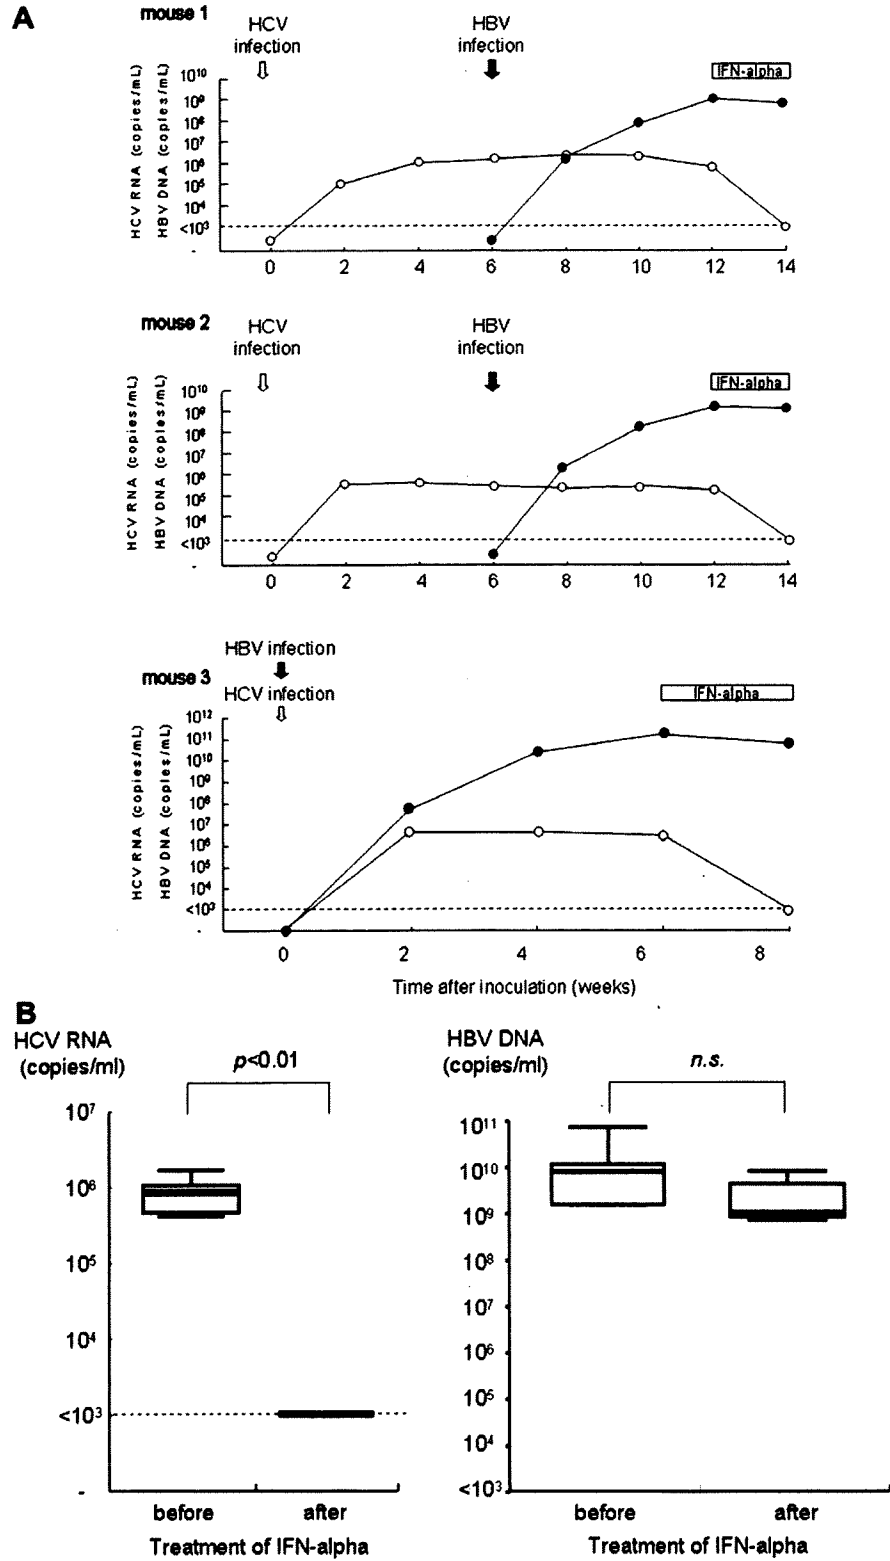 A
mouse 1
HCV
infection
HBV
infection
IFN-alpha
HCV RNA (copies/mL)
HBV DNA (copies/mL)
10¹⁰
10⁹
10⁸
10⁷
10⁶
10⁵
10⁴
<10³
-
0 2 4 6 8 10 12 14
mouse 2
HCV
infection
HBV
infection
IFN-alpha
HCV RNA (copies/mL)
HBV DNA (copies/mL)
10¹⁰
10⁹
10⁸
10⁷
10⁶
10⁵
10⁴
<10³
-
0 2 4 6 8 10 12 14
HBV infection
mouse 3
HCV infection
IFN-alpha
HCV RNA (copies/mL)
HBV DNA (copies/mL)
10¹²
10¹¹
10¹⁰
10⁹
10⁸
10⁷
10⁶
10⁵
10⁴
<10³
-
0 2 4 6 8
Time after inoculation (weeks)
B
HCV RNA
(copies/ml)
p<0.01
10⁷
10⁶
10⁵
10⁴
<10³
-
before after
Treatment of IFN-alpha
HBV DNA
(copies/ml)
n.s.
10¹¹
10¹⁰
10⁹
10⁸
10⁷
10⁶
10⁵
10⁴
<10³
before after
Treatment of IFN-alpha